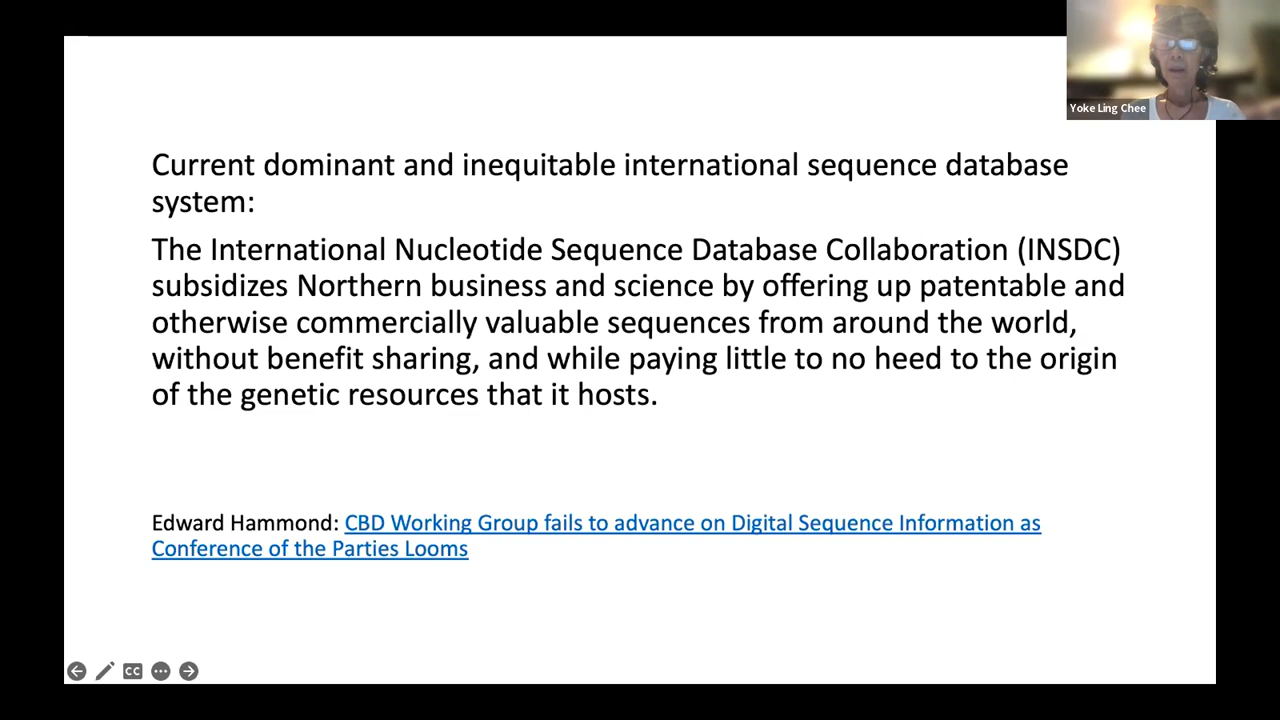 Yoke Ling Chee
Current dominant and inequitable international sequence database
system:
The International Nucleotide Sequence Database Collaboration (INSDC)
subsidizes Northern business and science by offering up patentable and
otherwise commercially valuable sequences from around the world,
without benefit sharing, and while paying little to no heed to the origin
of the genetic resources that it hosts.
Edward Hammond: CBD Working Group fails to advance on Digital Sequence Information as
Conference of the Parties Looms
CC